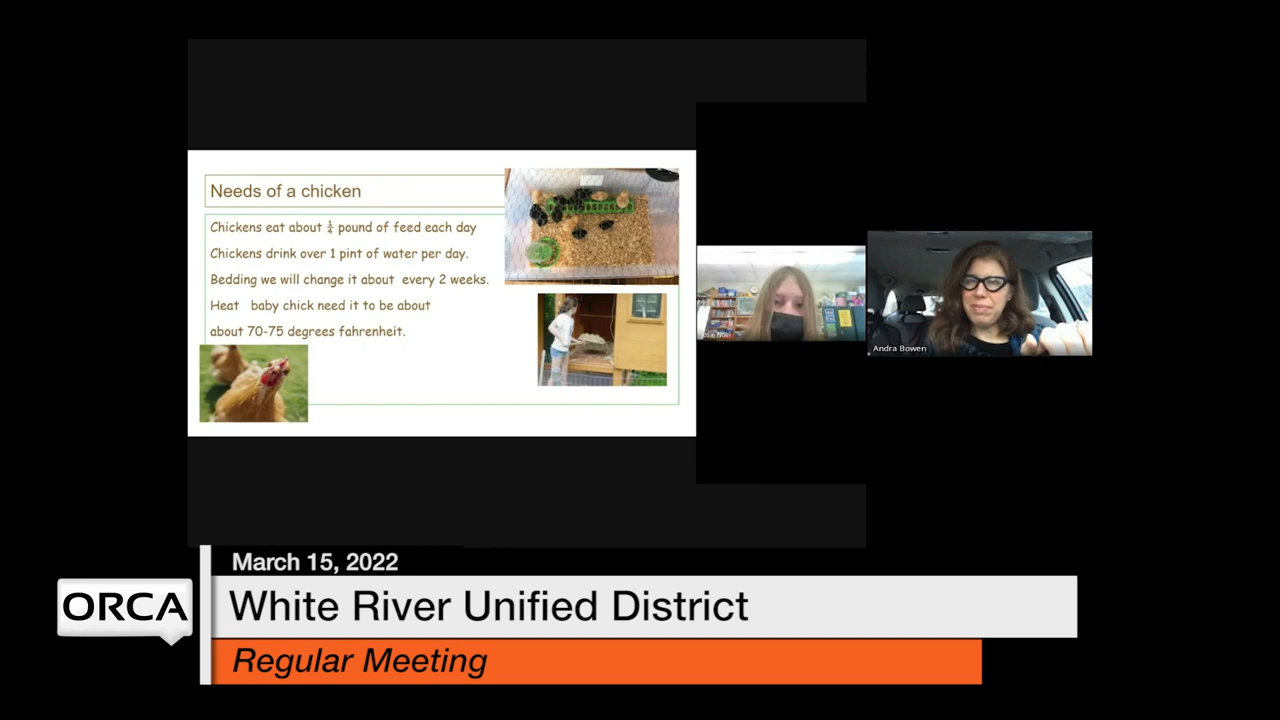 Needs of a chicken
Chickens eat about ¼ pound of feed each day
Chickens drink over 1 pint of water per day.
Bedding we will change it about every 2 weeks.
Heat baby chick need it to be about
about 70-75 degrees fahrenheit.
Andra Bowen
March 15, 2022
ORCA
White River Unified District
Regular Meeting